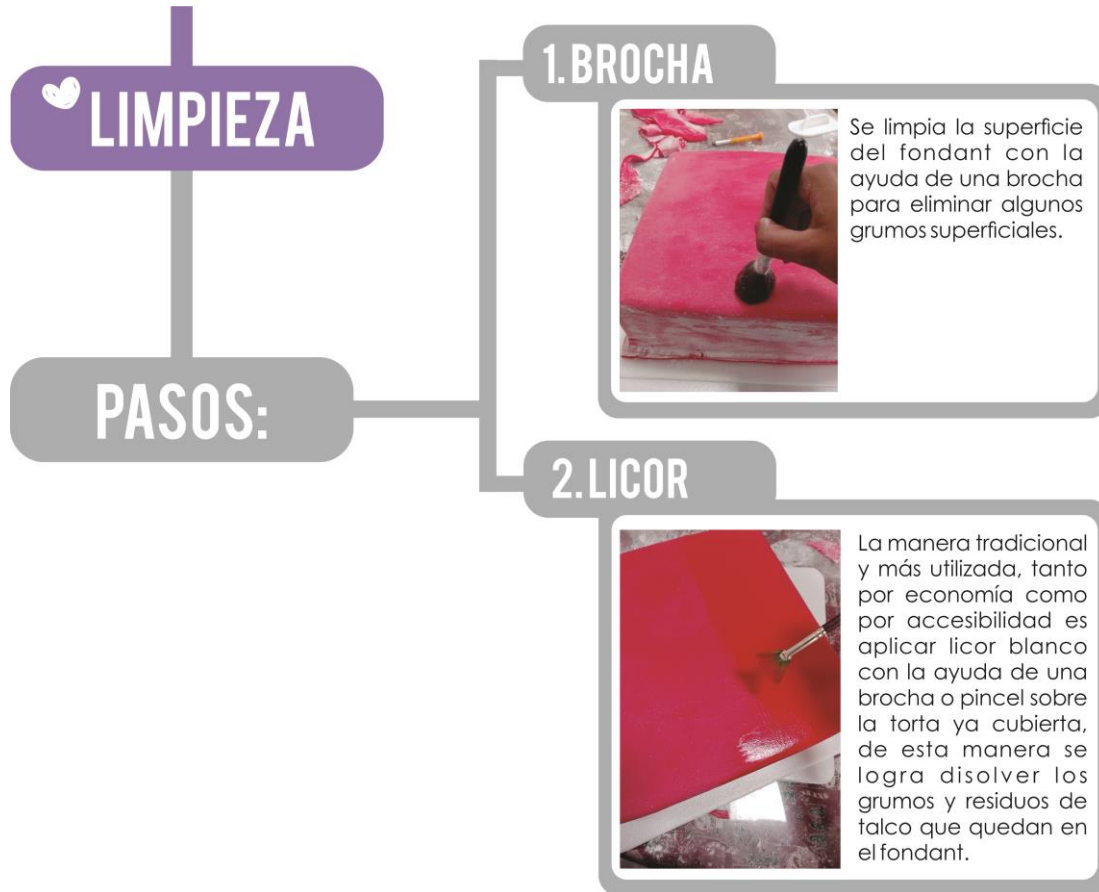 LIMPIEZA
PASOS:
1.BROCHA
Se limpia la superficie
del fondant con la
ayuda de una brocha
para eliminar algunos
grumos superficiales.
2.LICOR
La manera tradicional
y más utilizada, tanto
por economía como
por accesibilidad es
aplicar licor blanco
con la ayuda de una
brocha o pincel sobre
la torta ya cubierta,
de esta manera se
logra disolver los
grumos y residuos de
talco que quedan en
el fondant.